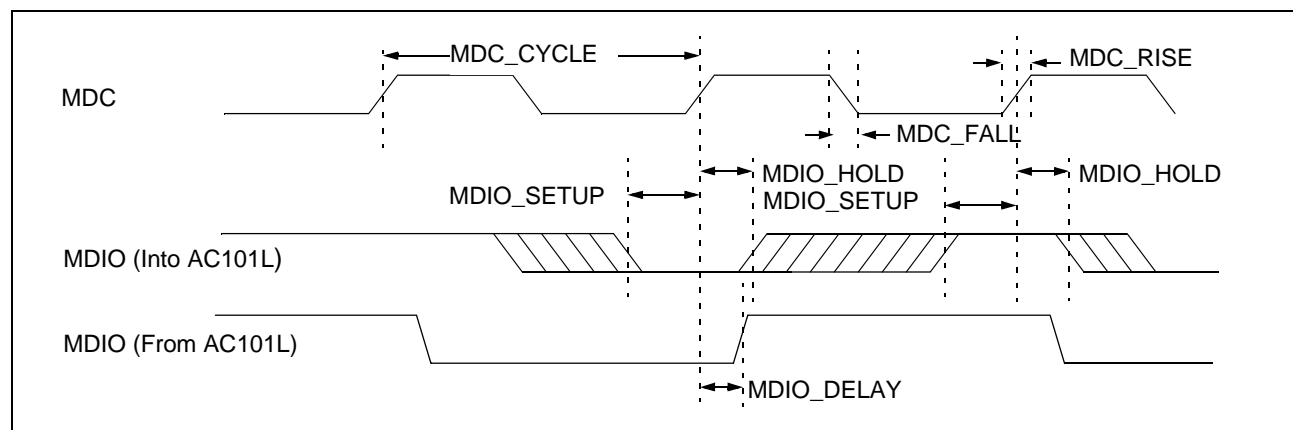 MDC_CYCLE
MDC_RISE
MDC
MDC_FALL
MDIO_HOLD
MDIO_HOLD
MDIO_SETUP
MDIO_SETUP
MDIO (Into AC101L)
MDIO (From AC101L)
MDIO_DELAY